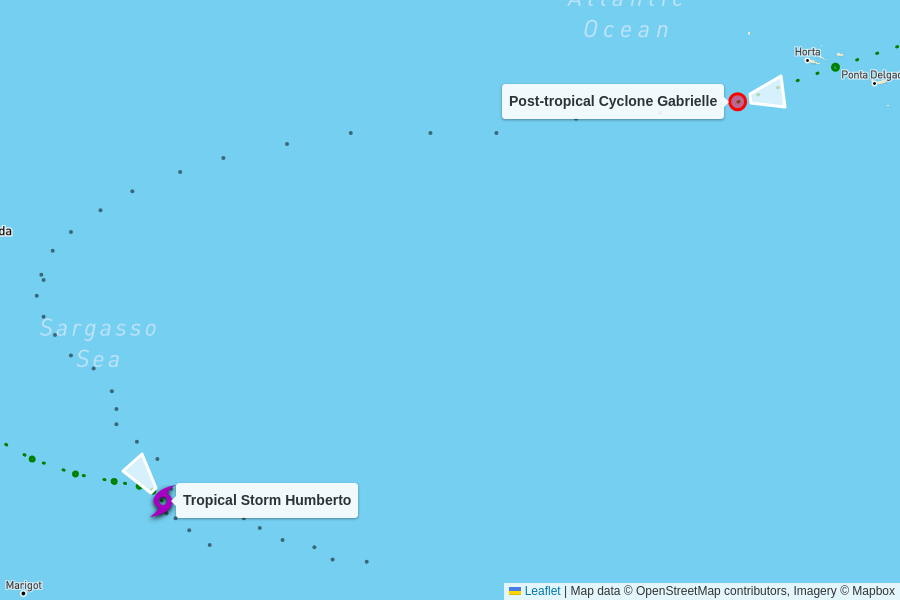 Atlantic
Ocean
Horta
Ponta Delgac
Post-tropical Cyclone Gabrielle
da
Sargasso
Sea
Tropical Storm Humberto
Marigot
Leaflet | Map data © OpenStreetMap contributors, Imagery © Mapbox